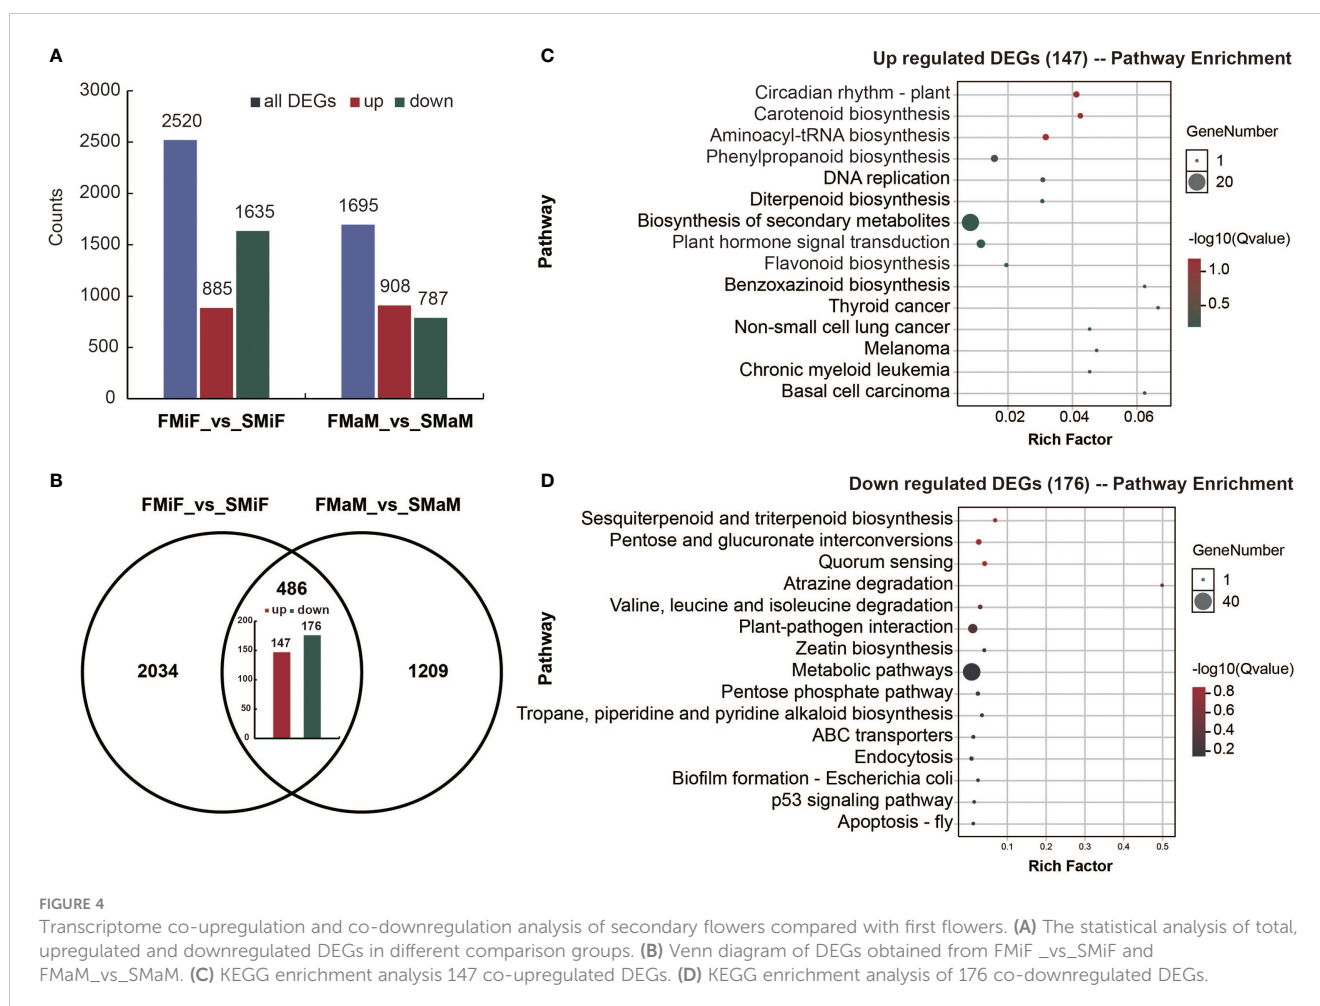 A
3000
2500
2000
1500
1000
500
0
Counts
all DEGs up down
2520
885
1635
1695
908
787
FMiF_vs_SMiF FMaM_vs_SMaM
B
FMiF_vs_SMiF FMaM_vs_SMaM
2034
486
up down
200
150
100
50
0
147
176
1209
C
Up regulated DEGs (147) -- Pathway Enrichment
Pathway
Circadian rhythm - plant
Carotenoid biosynthesis
Aminoacyl-tRNA biosynthesis
Phenylpropanoid biosynthesis
DNA replication
Diterpenoid biosynthesis
Biosynthesis of secondary metabolites
Plant hormone signal transduction
Flavonoid biosynthesis
Benzoxazinoid biosynthesis
Thyroid cancer
Non-small cell lung cancer
Melanoma
Chronic myeloid leukemia
Basal cell carcinoma
0.02 0.04 0.06
Rich Factor
GeneNumber
1
20
-log10(Qvalue)
1.0
0.5
D
Down regulated DEGs (176) -- Pathway Enrichment
Pathway
Sesquiterpenoid and triterpenoid biosynthesis
Pentose and glucuronate interconversions
Quorum sensing
Atrazine degradation
Valine, leucine and isoleucine degradation
Plant-pathogen interaction
Zeatin biosynthesis
Metabolic pathways
Pentose phosphate pathway
Tropane, piperidine and pyridine alkaloid biosynthesis
ABC transporters
Endocytosis
Biofilm formation - Escherichia coli
p53 signaling pathway
Apoptosis - fly
0.1 0.2 0.3 0.4 0.5
Rich Factor
GeneNumber
1
40
-log10(Qvalue)
0.8
0.6
0.4
0.2
FIGURE 4
Transcriptome co-upregulation and co-downregulation analysis of secondary flowers compared with first flowers. (A) The statistical analysis of total,
upregulated and downregulated DEGs in different comparison groups. (B) Venn diagram of DEGs obtained from FMiF _vs_SMiF and
FMaM_vs_SMaM. (C) KEGG enrichment analysis 147 co-upregulated DEGs. (D) KEGG enrichment analysis of 176 co-downregulated DEGs.